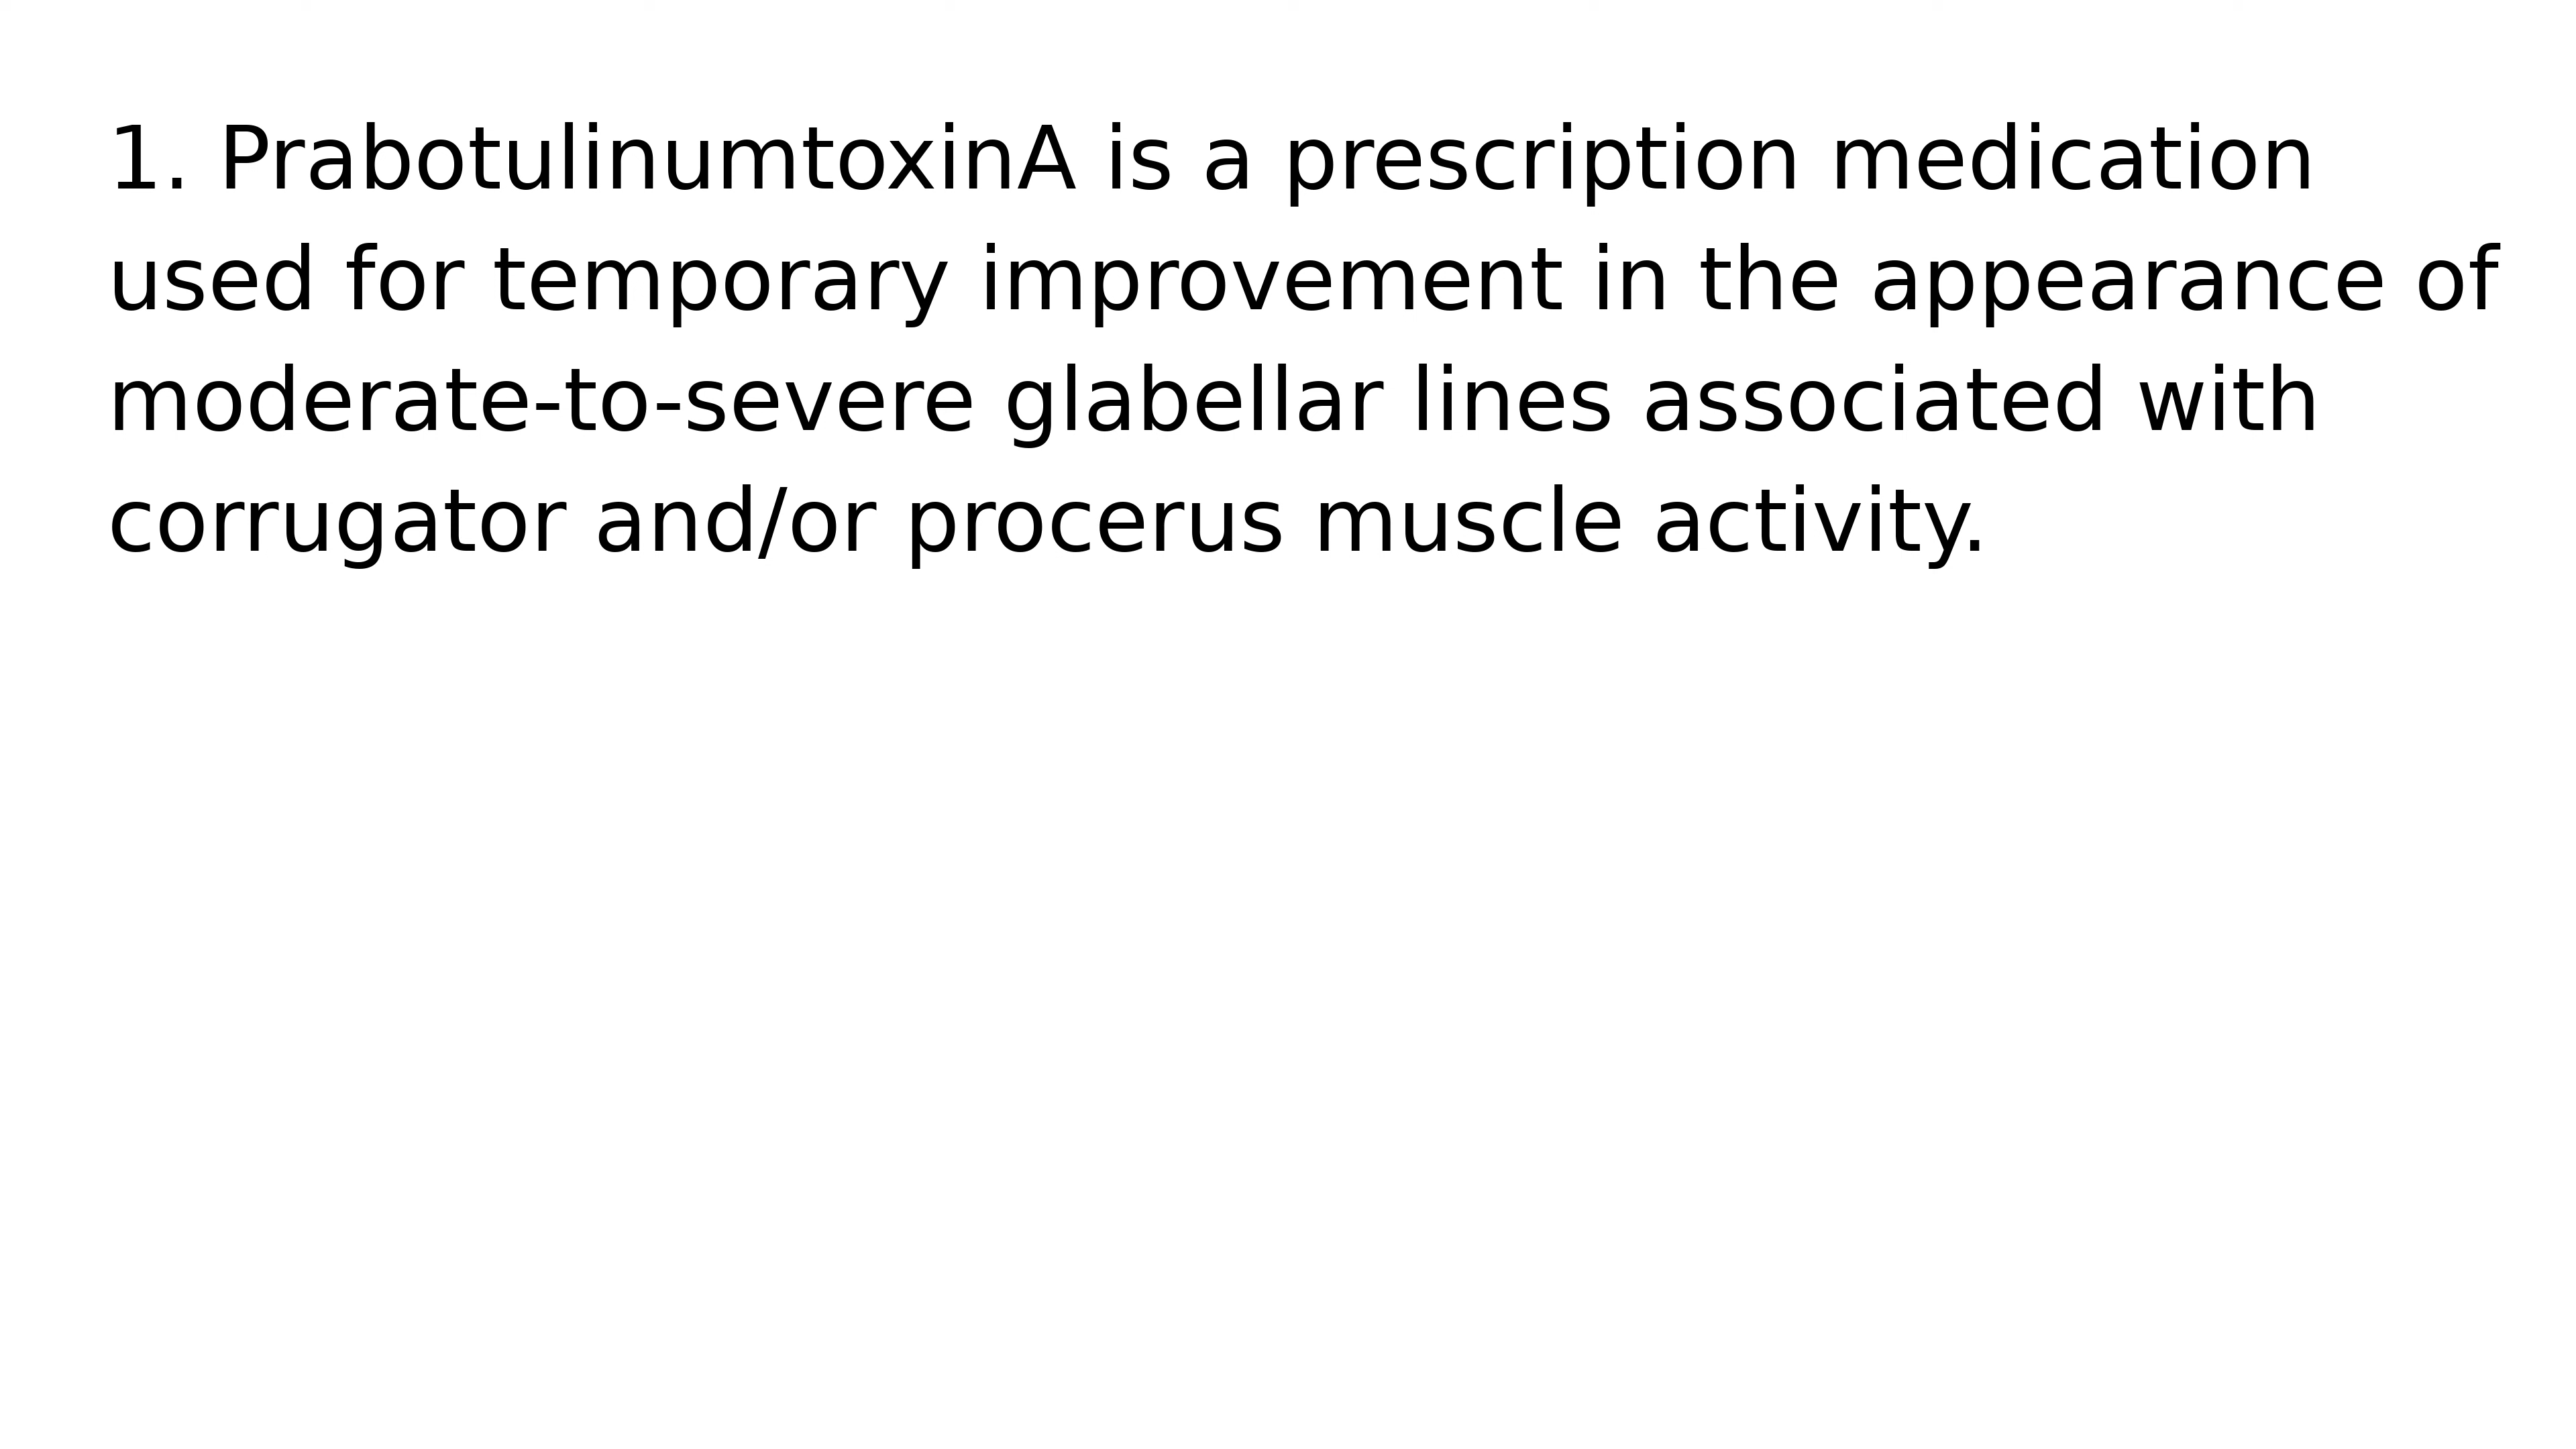 1. PrabotulinumtoxinA is a prescription medication
used for temporary improvement in the appearance of
moderate-to-severe glabellar lines associated with
corrugator and/or procerus muscle activity.